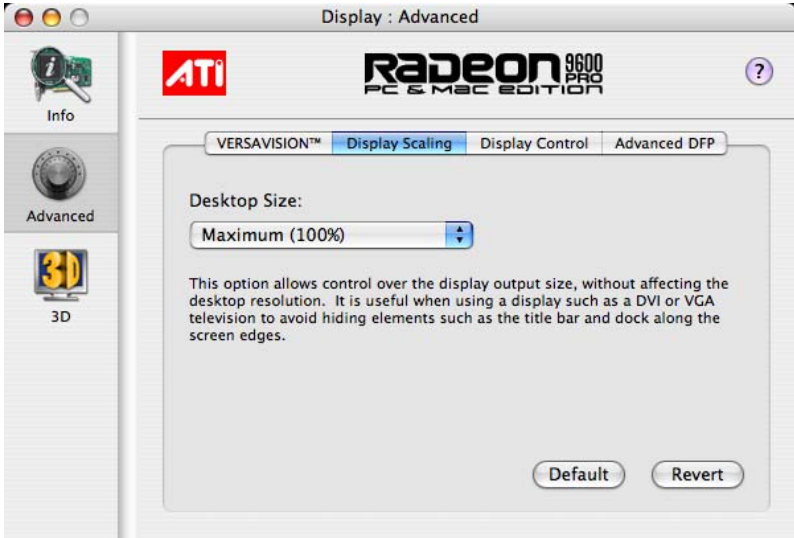 Display : Advanced
Info
Advanced
3D
3D
ATI
RADEON 9600 PRO
PC & MAC EDITION
?
VERSAVISION™ Display Scaling Display Control Advanced DFP
Desktop Size:
Maximum (100%)
This option allows control over the display output size, without affecting the
desktop resolution. It is useful when using a display such as a DVI or VGA
television to avoid hiding elements such as the title bar and dock along the
screen edges.
Default Revert